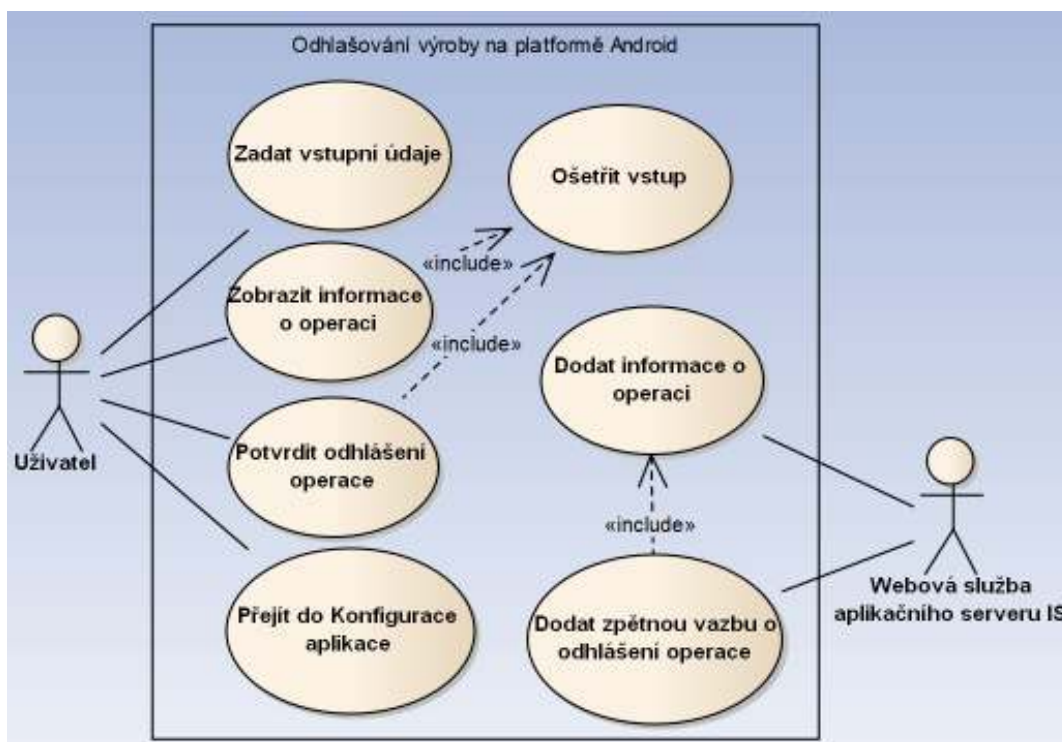 Odhlašování výroby na platformě Android
Zadat vstupní údaje
Ošetřít vstup
«include»
Zobrazit informace
o operaci
«include»
Dodat informace o
operaci
Uživatel
Potvrdit odhlášení
operace
«include»
Přejít do Konfigurace
aplikace
Dodat zpětnou vazbu o
odhlášení operace
Webová služba
aplikačního serveru IS